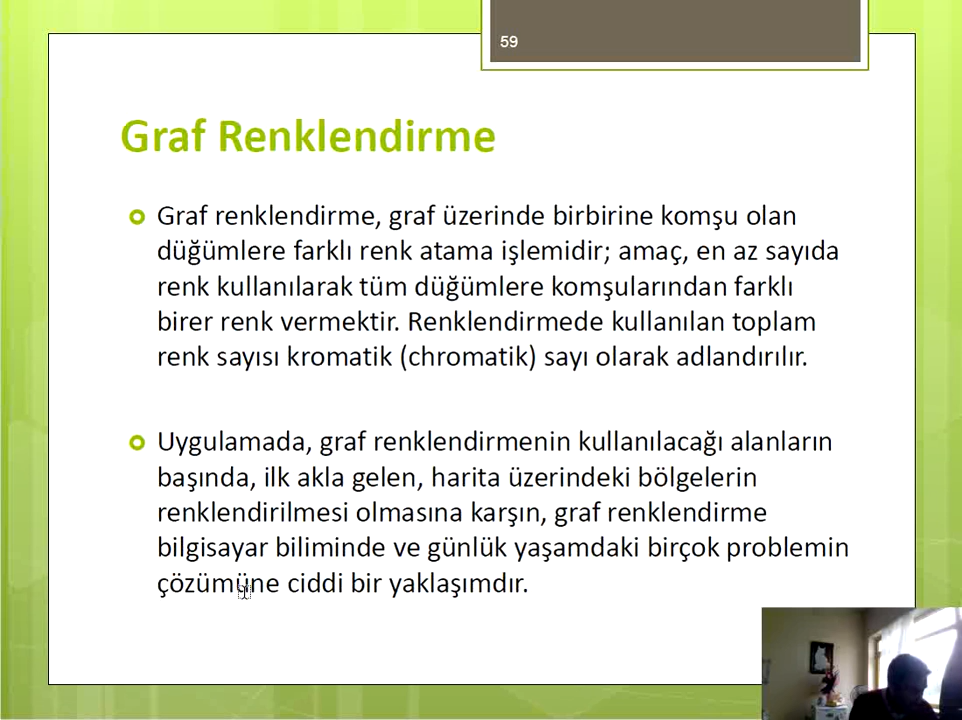 59
Graf Renklendirme
Graf renklendirme, graf üzerinde birbirine komşu olan
düğümlere farklı renk atama işlemidir; amaç, en az sayıda
renk kullanılarak tüm düğümlere komşularından farklı
birer renk vermektir. Renklendirmede kullanılan toplam
renk sayısı kromatik (chromatik) sayı olarak adlandırılır.
Uygulamada, graf renklendirmenin kullanılacağı alanların
başında, ilk akla gelen, harita üzerindeki bölgelerin
renklendirilmesi olmasına karşın, graf renklendirme
bilgisayar biliminde ve günlük yaşamdaki birçok problemin
çözümüne ciddi bir yaklaşımdır.